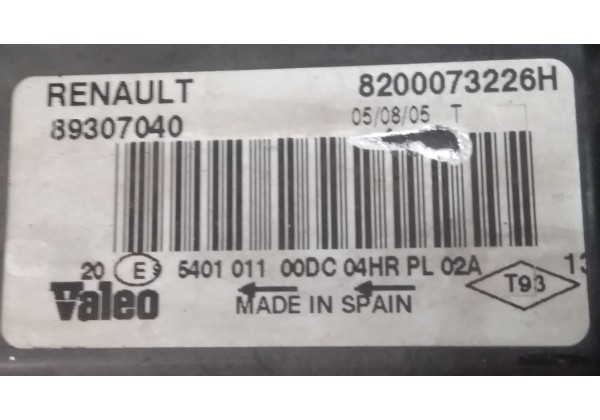 RENAULT 8200073226H
89307040 05/08/05 T
20 E9 5401 011 00DC 04HR PL 02A 13
Valeo MADE IN SPAIN T93